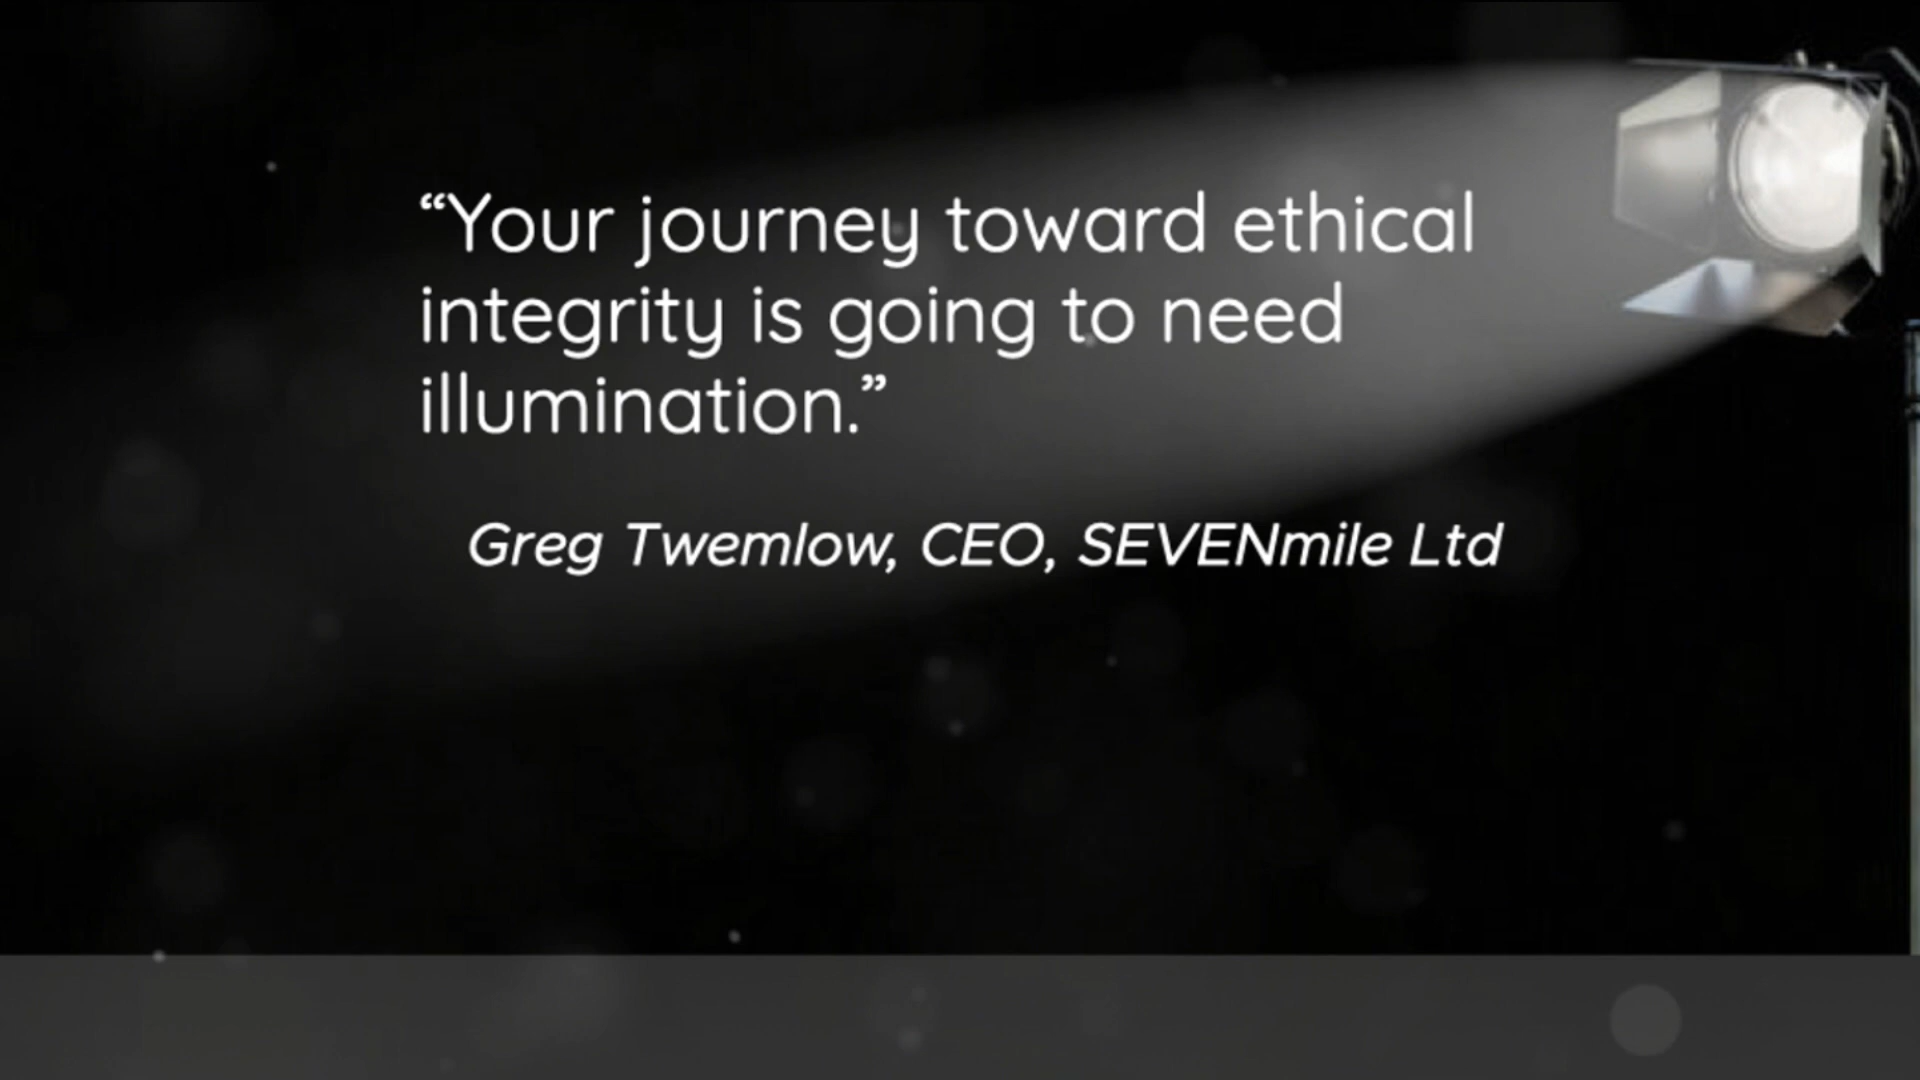 “Your journey toward ethical
integrity is going to need
illumination.”
Greg Twemlow, CEO, SEVENmile Ltd